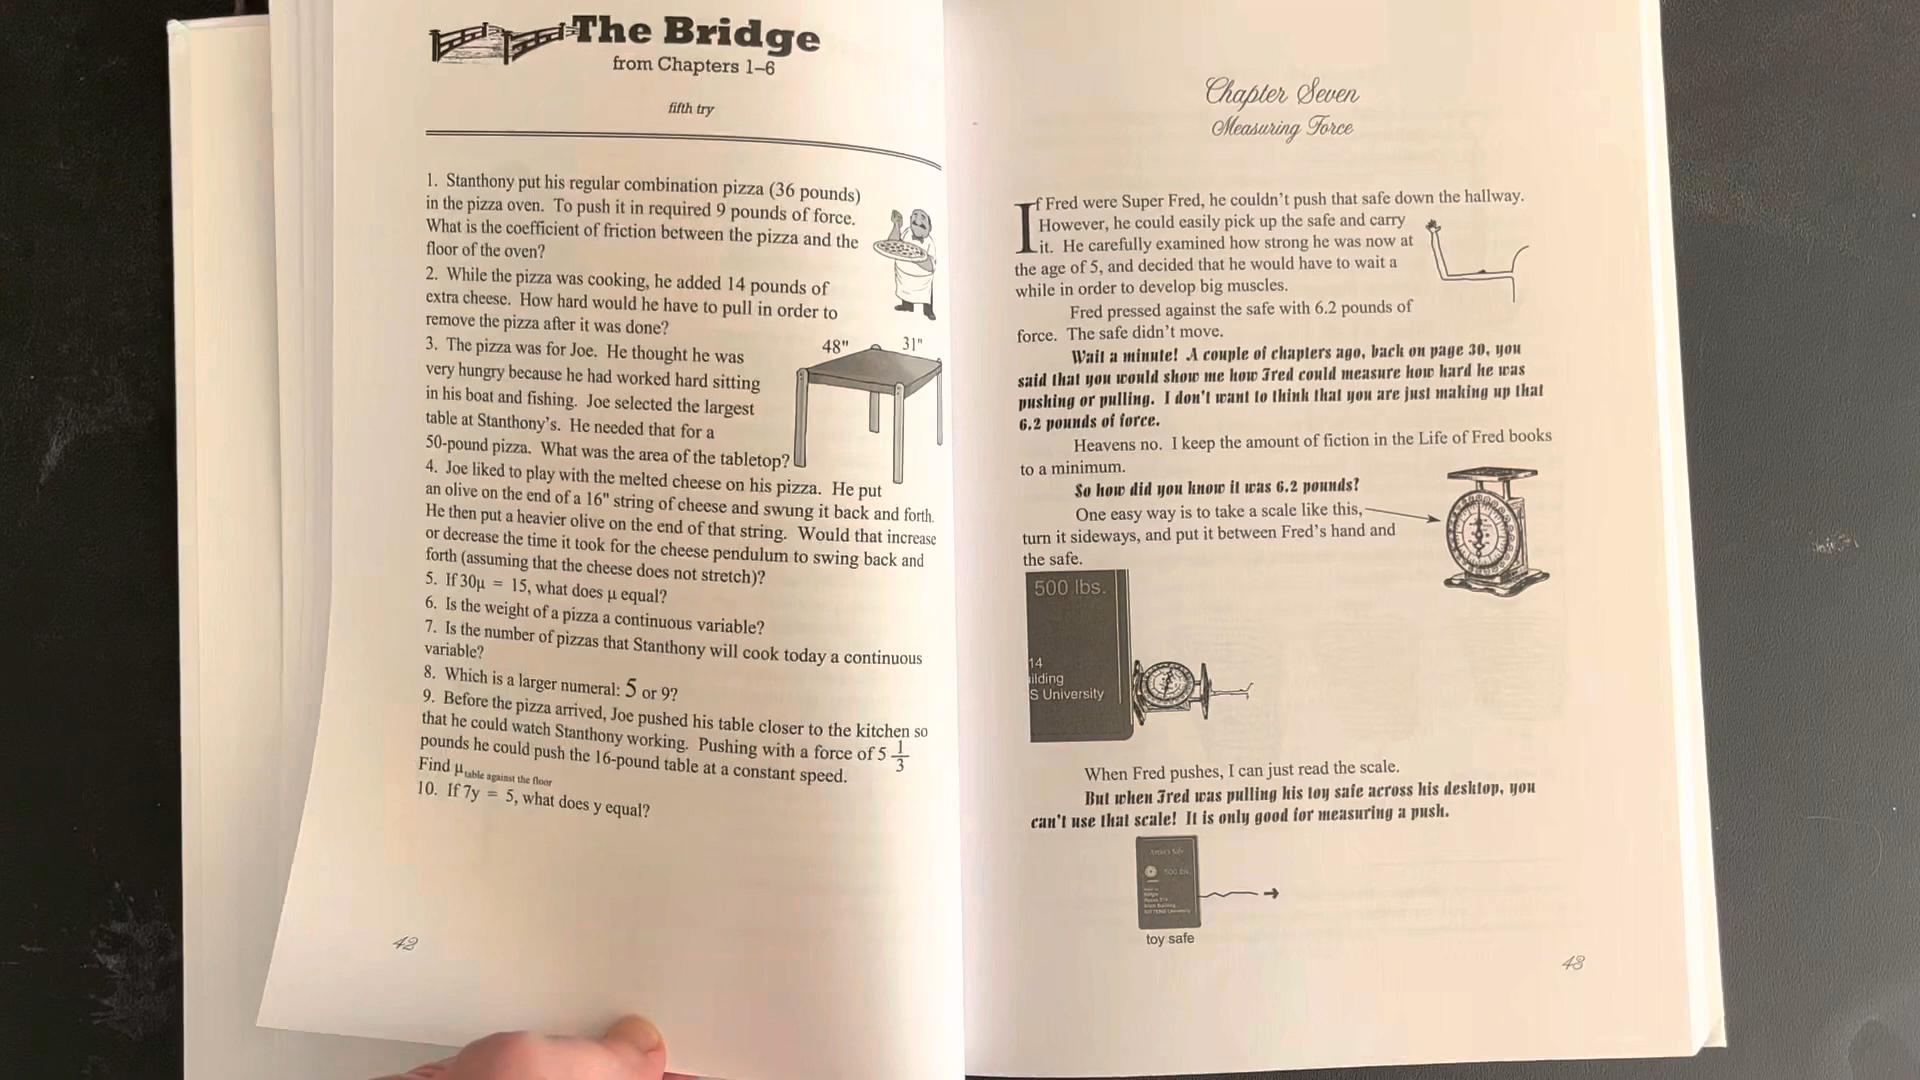 The Bridge
from Chapters 1–6
fifth try
1. Stanthony put his regular combination pizza (36 pounds)
in the pizza oven. To push it in required 9 pounds of force.
What is the coefficient of friction between the pizza and the
floor of the oven?
2. While the pizza was cooking, he added 14 pounds of
extra cheese. How hard would he have to pull in order to
remove the pizza after it was done?
3. The pizza was for Joe. He thought he was
very hungry because he had worked hard sitting
in his boat and fishing. Joe selected the largest
table at Stanthony's. He needed that for a
50-pound pizza. What was the area of the tabletop?
48" 31"
4. Joe liked to play with the melted cheese on his pizza. He put
an olive on the end of a 16" string of cheese and swung it back and forth.
He then put a heavier olive on the end of that string. Would that increase
or decrease the time it took for the cheese pendulum to swing back and
forth (assuming that the cheese does not stretch)?
5. If 30μ = 15, what does μ equal?
6. Is the weight of a pizza a continuous variable?
7. Is the number of pizzas that Stanthony will cook today a continuous
variable?
8. Which is a larger numeral: 5 or 9?
9. Before the pizza arrived, Joe pushed his table closer to the kitchen so
that he could watch Stanthony working. Pushing with a force of 5 1/3
pounds he could push the 16-pound table at a constant speed.
Find μ table against the floor
10. If 7y = 5, what does y equal?
42
Chapter Seven
Measuring Force
If Fred were Super Fred, he couldn't push that safe down the hallway.
However, he could easily pick up the safe and carry
it. He carefully examined how strong he was now at
the age of 5, and decided that he would have to wait a
while in order to develop big muscles.
Fred pressed against the safe with 6.2 pounds of
force. The safe didn't move.
Wait a minute! A couple of chapters ago, back on page 30, you
said that you would show me how Fred could measure how hard he was
pushing or pulling. I don't want to think that you are just making up that
6.2 pounds of force.
Heavens no. I keep the amount of fiction in the Life of Fred books
to a minimum.
So how did you know it was 6.2 pounds?
One easy way is to take a scale like this,
turn it sideways, and put it between Fred's hand and
the safe.
500 lbs.
14
ilding
S University
When Fred pushes, I can just read the scale.
But when Fred was pulling his toy safe across his desktop, you
can't use that scale! It is only good for measuring a push.
500 lbs.
toy safe
43